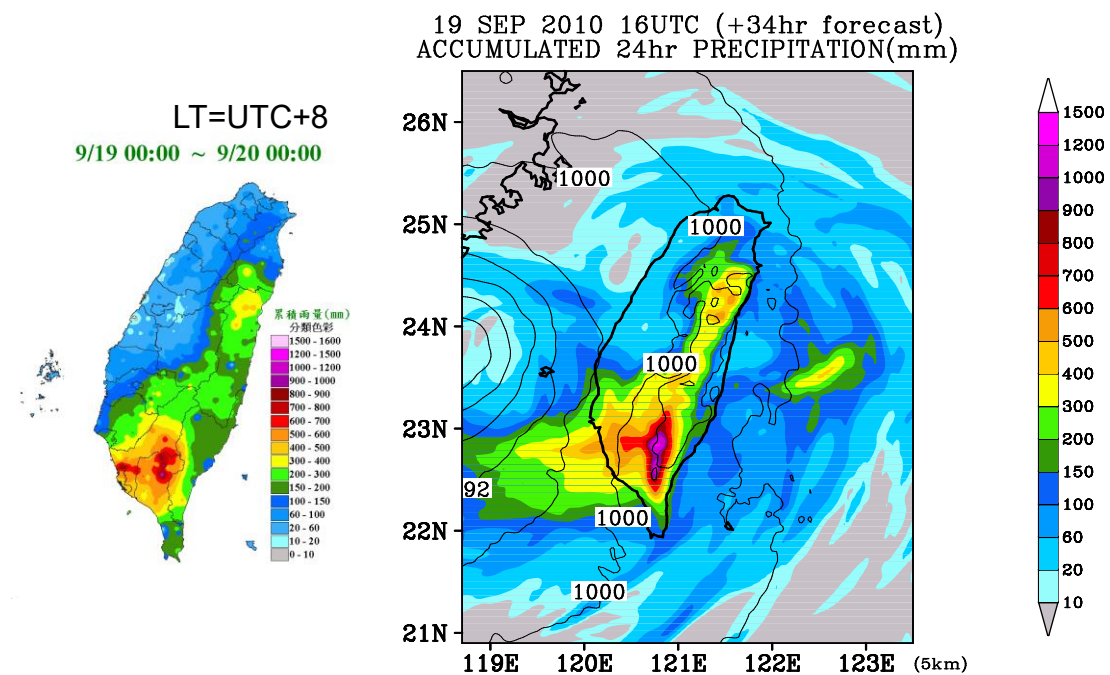 19 SEP 2010 16UTC (+34hr forecast)
ACCUMULATED 24hr PRECIPITATION(mm)
LT=UTC+8
9/19 00:00 ~ 9/20 00:00
累積雨量(mm)
分類色彩
1500 - 1600
1200 - 1500
1000 - 1200
900 - 1000
800 - 900
700 - 800
600 - 700
500 - 600
400 - 500
300 - 400
200 - 300
150 - 200
100 - 150
60 - 100
20 - 60
10 - 20
0 - 10
26N
25N
24N
23N
22N
21N
1000
1000
1000
92
1000
1000
119E
120E
121E
122E
123E
(5km)
1500
1200
1000
900
800
700
600
500
400
300
200
150
100
60
20
10